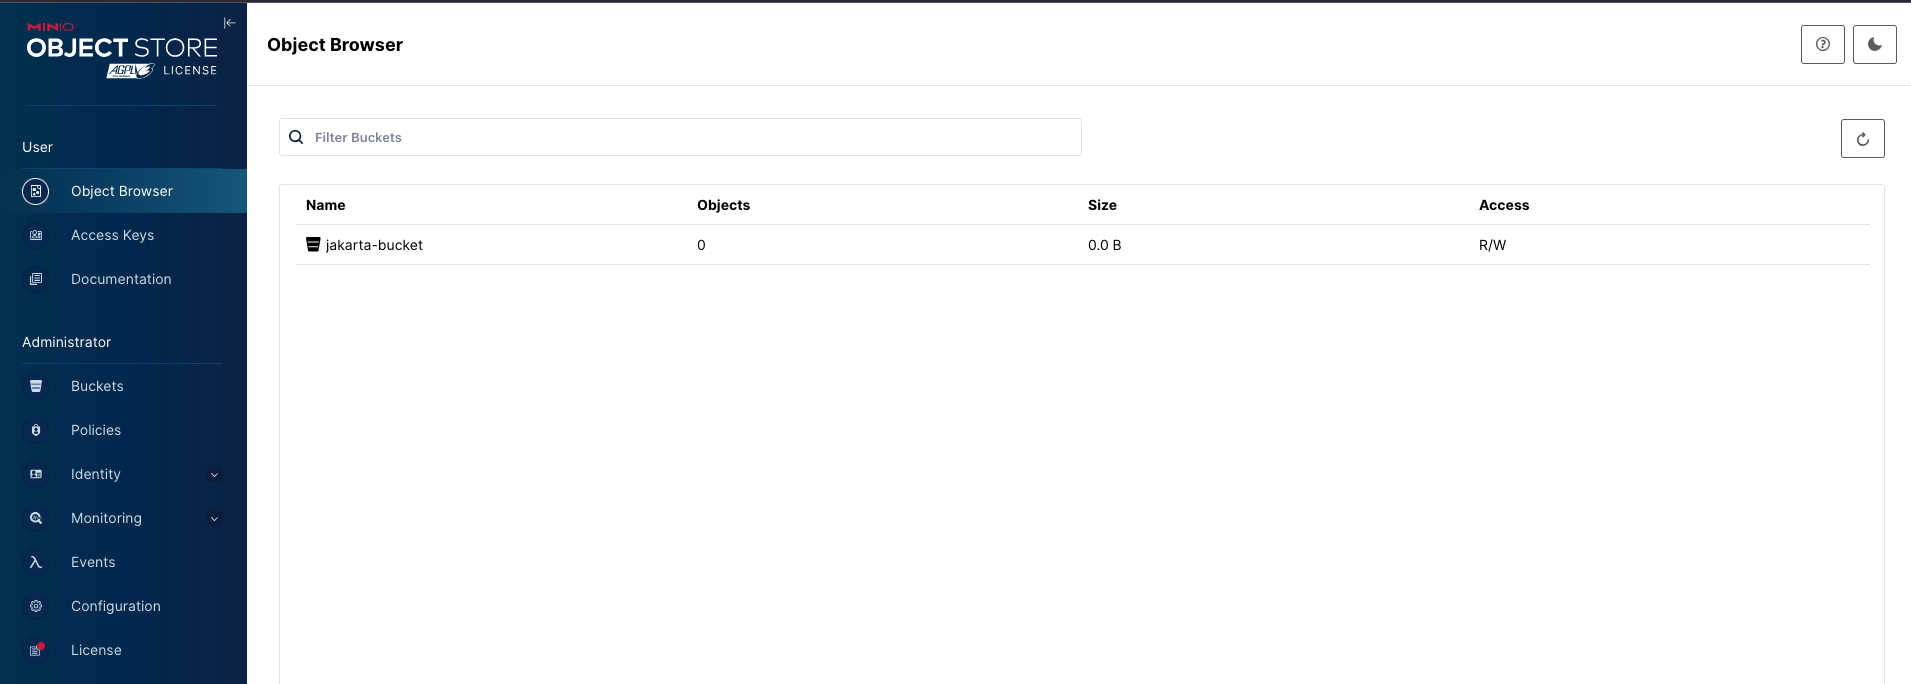 MINIO
OBJECT STORE
AGPL LICENSE
User
Object Browser
Access Keys
Documentation
Administrator
Buckets
Policies
Identity
Monitoring
Events
Configuration
License
Object Browser
Filter Buckets
Name Objects Size Access
jakarta-bucket 0 0.0 B R/W